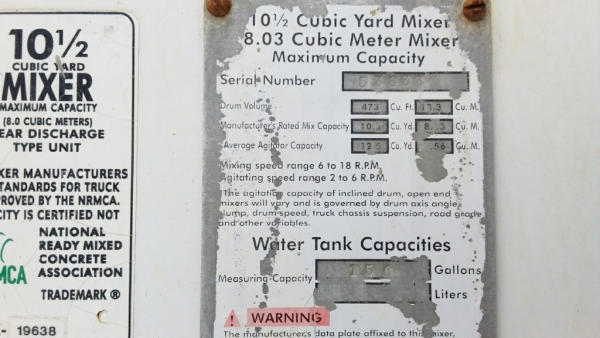 10½
CUBIC YARD
MIXER
MAXIMUM CAPACITY
(8.0 CUBIC METERS)
EAR DISCHARGE
TYPE UNIT
XER MANUFACTURERS
STANDARDS FOR TRUCK
ROVED BY THE NRMCA.
CITY IS CERTIFIED NOT
NATIONAL
READY MIXED
CONCRETE
ASSOCIATION
MCA
TRADEMARK ®
- 19638
10½ Cubic Yard Mixer
8.03 Cubic Meter Mixer
Maximum Capacity
Serial Number
Drum Volume 473 Cu. Ft. 13.3 Cu. M.
Manufacturer's Rated Mix Capacity Cu. Yd. Cu. M.
Average Agitator Capacity Cu. Yd. Cu. M.
Mixing speed range 6 to 18 R.P.M.
Agitating speed range 2 to 6 R.P.M.
The agitating capacity of inclined drum, open end
mixers will vary and is governed by drum axis angle,
slump, drum speed, truck chassis suspension, road grade
and other variables.
Water Tank Capacities
Measuring-Capacity 150 Gallons
Liters
WARNING
The manufacturer's data plate affixed to this mixer,